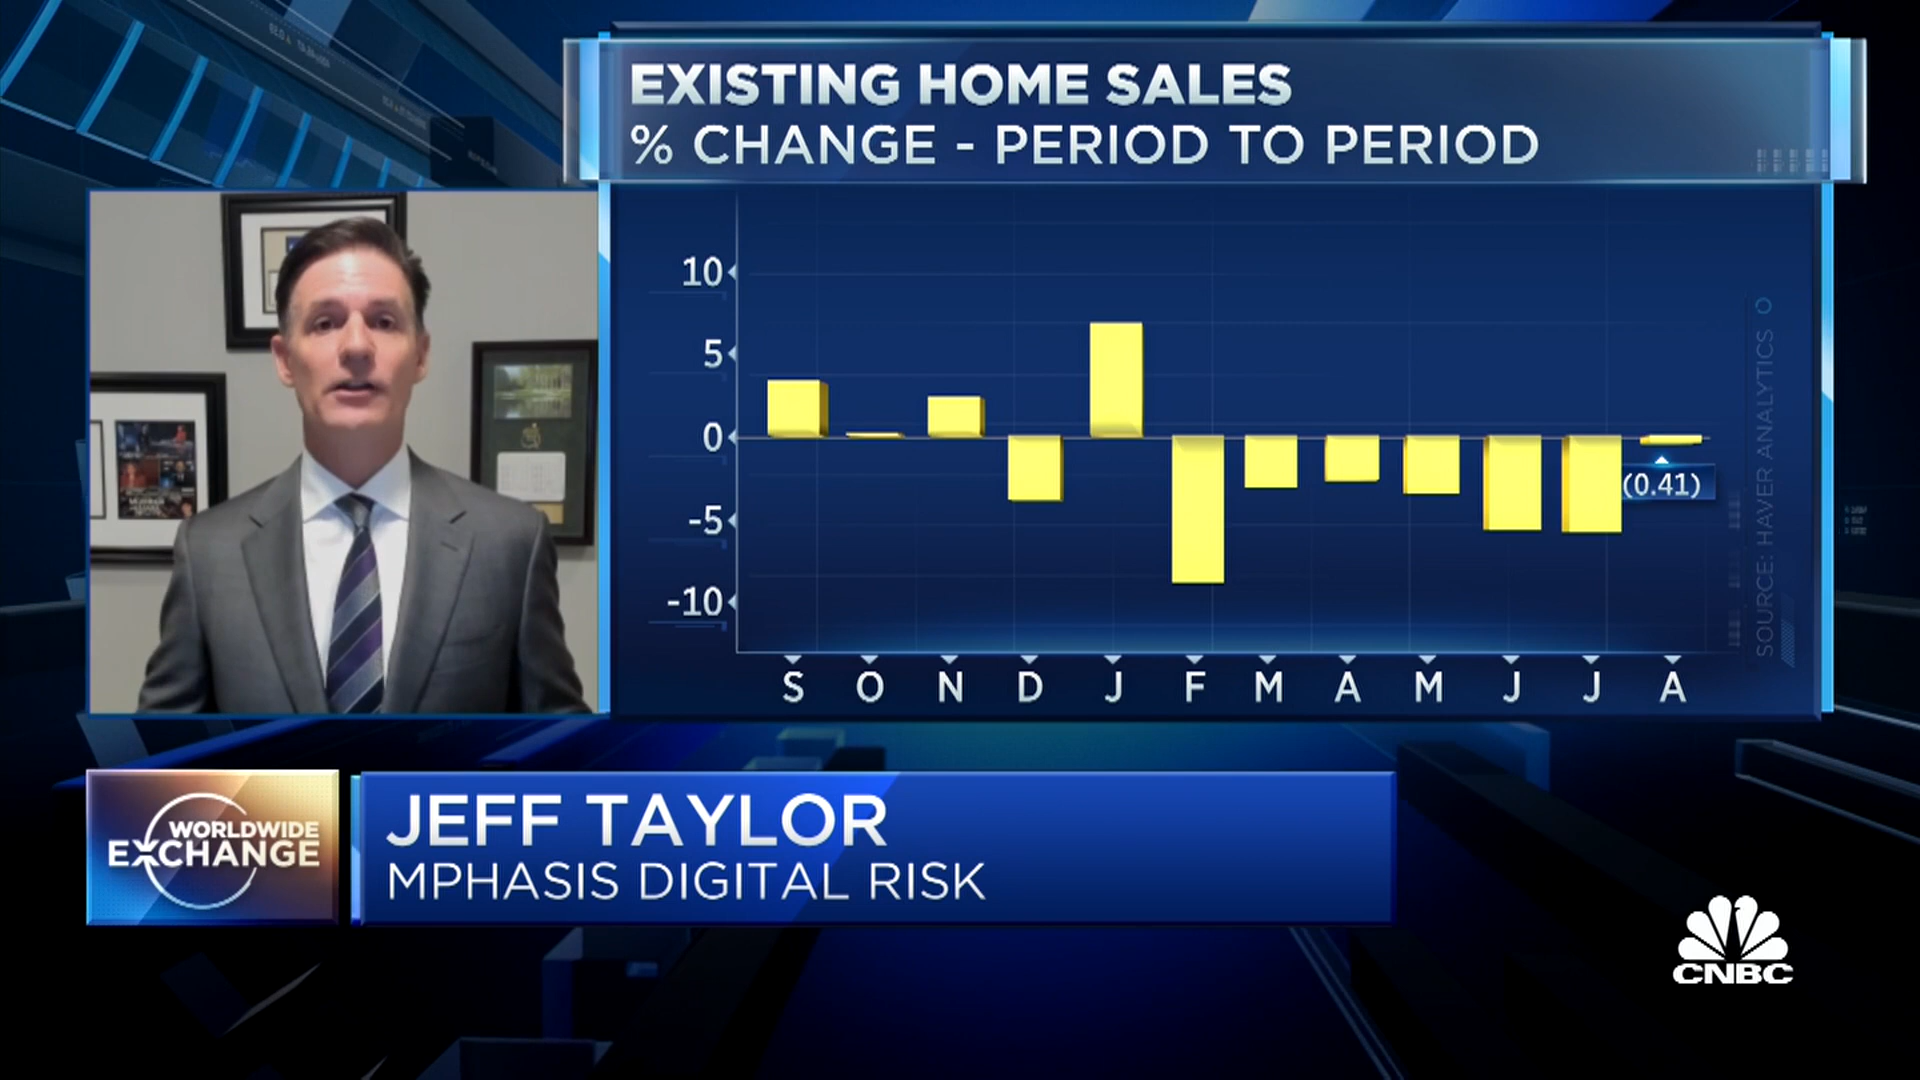 EXISTING HOME SALES
% CHANGE - PERIOD TO PERIOD
10
5
0
-5
-10
(0.41)
S O N D J F M A M J J A
SOURCE: HAVER ANALYTICS
WORLDWIDE
EXCHANGE
JEFF TAYLOR
MPHASIS DIGITAL RISK
CNBC